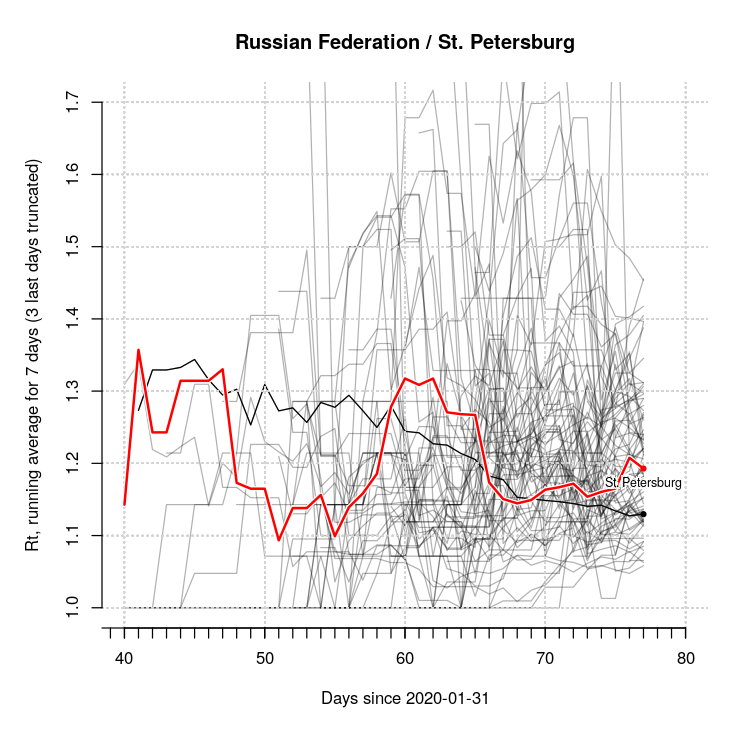 Russian Federation / St. Petersburg
Rt, running average for 7 days (3 last days truncated)
1.7
1.6
1.5
1.4
1.3
1.2
1.1
1.0
St. Petersburg
40 50 60 70 80
Days since 2020-01-31